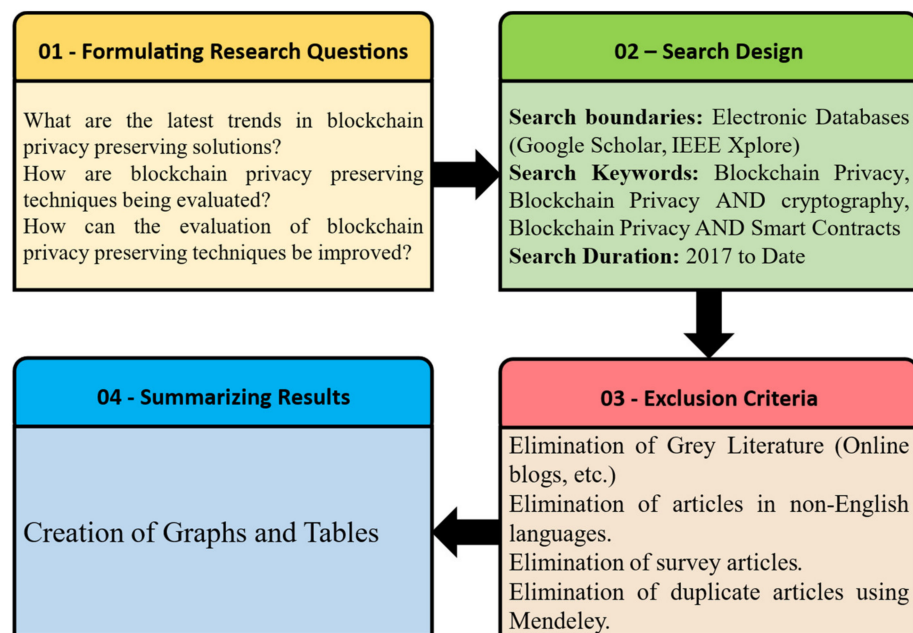 01 - Formulating Research Questions
What are the latest trends in blockchain
privacy preserving solutions?
How are blockchain privacy preserving
techniques being evaluated?
How can the evaluation of blockchain
privacy preserving techniques be improved?
02 – Search Design
Search boundaries: Electronic Databases
(Google Scholar, IEEE Xplore)
Search Keywords: Blockchain Privacy,
Blockchain Privacy AND cryptography,
Blockchain Privacy AND Smart Contracts
Search Duration: 2017 to Date
03 - Exclusion Criteria
Elimination of Grey Literature (Online
blogs, etc.)
Elimination of articles in non-English
languages.
Elimination of survey articles.
Elimination of duplicate articles using
Mendeley.
04 - Summarizing Results
Creation of Graphs and Tables